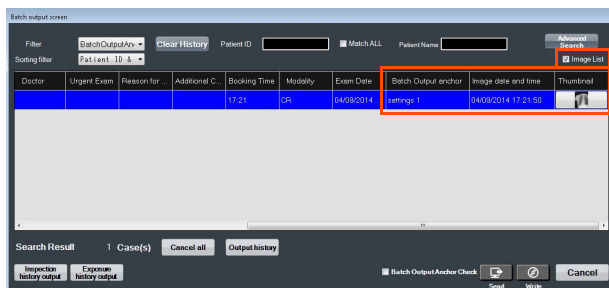 Batch output screen
Filter BatchOutputAn- Clear History Patient ID Match ALL Patient Name Advanced Search
Sorting filter Patient ID & Image List
Doctor Urgent Exam Reason for ... Additional C... Booking Time Modality Exam Date Batch Output anchor Image date and time Thumbnail
17:21 CR 04/09/2014... settings 1 04/09/2014 17:21:50
Search Result 1 Case(s) Cancel all Output history
Inspection history output Exposure history output Batch Output Anchor Check Send Write Cancel